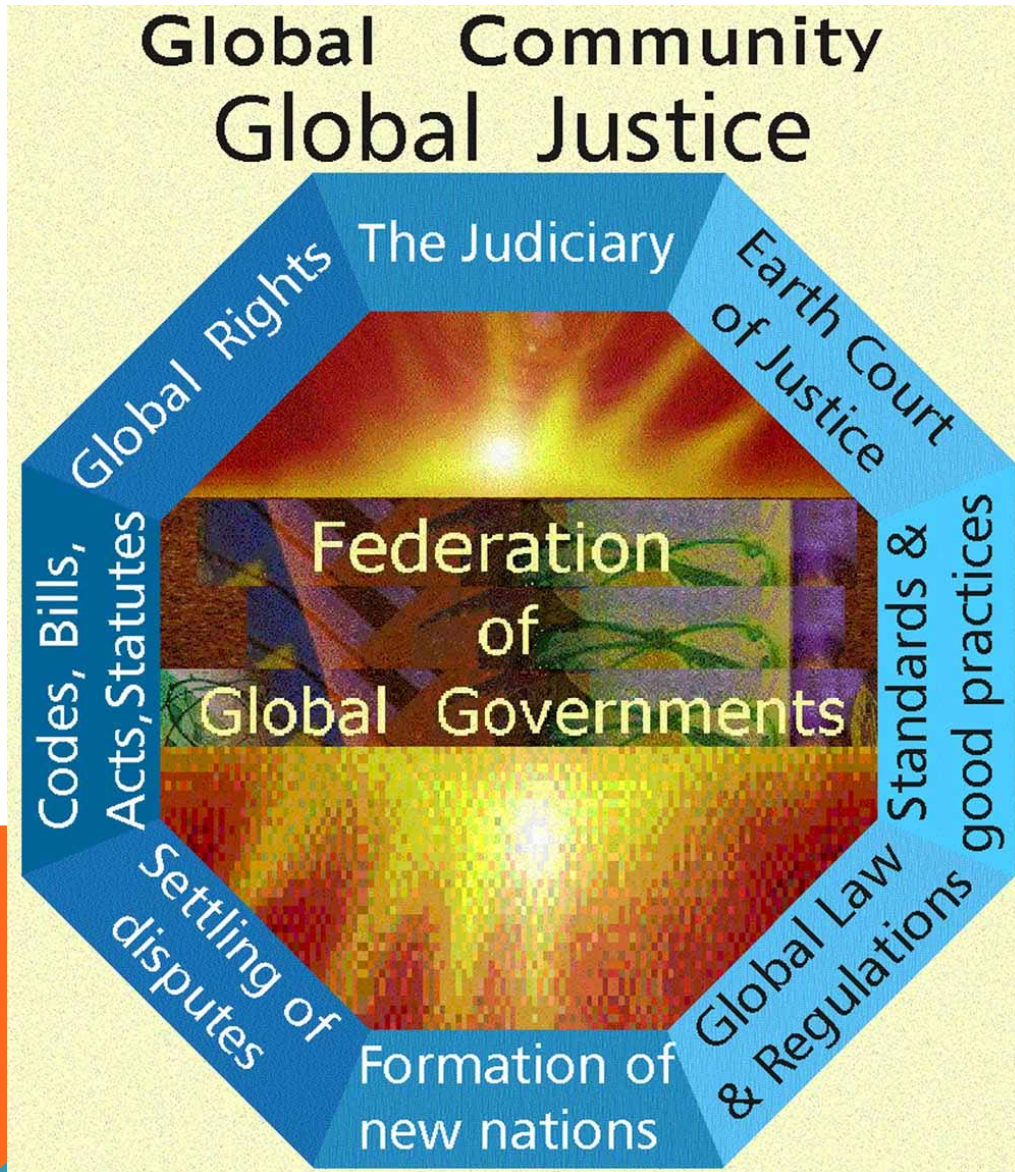 Global Community
Global Justice
The Judiciary
Earth Court
of Justice
Standards &
good practices
Global Law
& Regulations
Formation of
new nations
Settling of
disputes
Codes, Bills,
Acts,Statutes
Global Rights
Federation
of
Global Governments